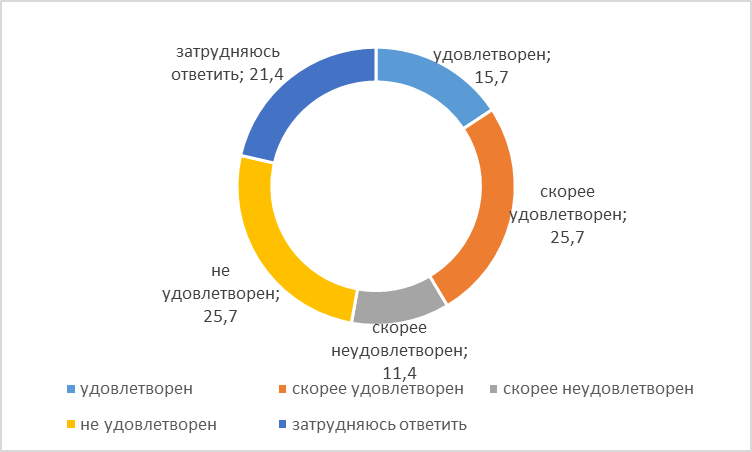 затрудняюсь
ответить; 21,4
удовлетворен;
15,7
скорее
удовлетворен;
25,7
не
удовлетворен;
25,7
скорее
неудовлетворен;
11,4
удовлетворен
скорее удовлетворен
скорее неудовлетворен
не удовлетворен
затрудняюсь ответить